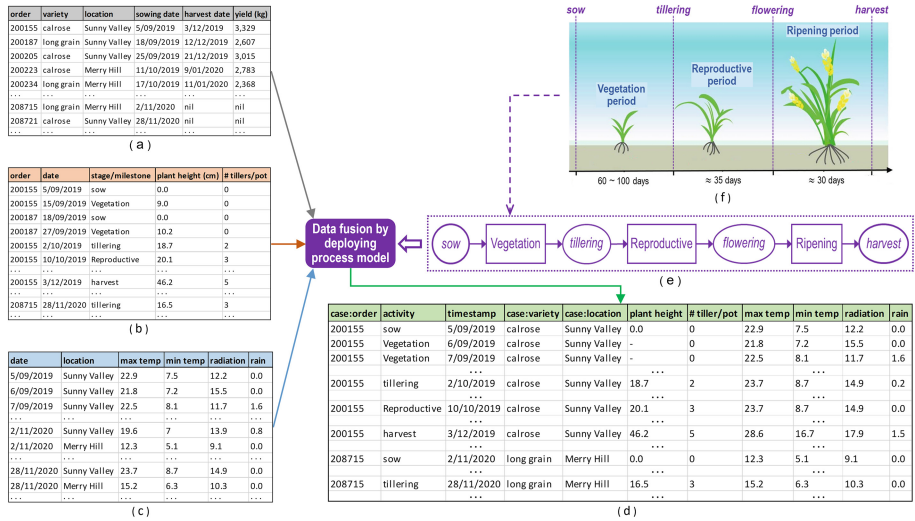 order variety location sowing date harvest date yield (kg)
200155 calrose Sunny Valley 5/09/2019 3/12/2019 3,329
200187 long grain Sunny Valley 18/09/2019 12/12/2019 2,607
200205 calrose Sunny Valley 25/09/2019 21/12/2019 3,015
200223 calrose Merry Hill 11/10/2019 9/01/2020 2,783
200234 long grain Merry Hill 17/10/2019 11/01/2020 2,368
... ... ... ... ... ...
208715 long grain Merry Hill 2/11/2020 nil nil
208721 calrose Sunny Valley 28/11/2020 nil nil
... ... ... ... ... ...
( a )
order date stage/milestone plant height (cm) # tillers/pot
200155 5/09/2019 sow 0.0 0
200155 15/09/2019 Vegetation 9.0 0
200187 18/09/2019 sow 0.0 0
200187 27/09/2019 Vegetation 10.2 0
200155 2/10/2019 tillering 18.7 2
200155 10/10/2019 Reproductive 20.1 3
... ... ... ... ...
200155 3/12/2019 harvest 46.2 5
... ... ... ... ...
208715 28/11/2020 tillering 16.5 3
... ... ... ... ...
( b )
date location max temp min temp radiation rain
5/09/2019 Sunny Valley 22.9 7.5 12.2 0.0
6/09/2019 Sunny Valley 21.8 7.2 15.5 0.0
7/09/2019 Sunny Valley 22.5 8.1 11.7 1.6
... ... ... ... ... ...
2/11/2020 Sunny Valley 19.6 7 13.9 0.8
2/11/2020 Merry Hill 12.3 5.1 9.1 0.0
... ... ... ... ... ...
28/11/2020 Sunny Valley 23.7 8.7 14.9 0.0
28/11/2020 Merry Hill 15.2 6.3 10.3 0.0
... ... ... ... ... ...
( c )
Data fusion by
deploying
process model
sow tillering flowering harvest
Vegetation
period
Reproductive
period
Ripening period
60 ~ 100 days ≈ 35 days ≈ 30 days
( f )
sow Vegetation tillering Reproductive flowering Ripening harvest
( e )
case:order activity timestamp case:variety case:location plant height # tiller/pot max temp min temp radiation rain
200155 sow 5/09/2019 calrose Sunny Valley 0.0 0 22.9 7.5 12.2 0.0
200155 Vegetation 6/09/2019 calrose Sunny Valley - 0 21.8 7.2 15.5 0.0
200155 Vegetation 7/09/2019 calrose Sunny Valley - 0 22.5 8.1 11.7 1.6
... ...
200155 tillering 2/10/2019 calrose Sunny Valley 18.7 2 23.7 8.7 14.9 0.2
... ...
200155 Reproductive 10/10/2019 calrose Sunny Valley 20.1 3 23.7 8.7 14.9 0.0
... ...
200155 harvest 3/12/2019 calrose Sunny Valley 46.2 5 28.6 16.7 17.9 1.5
... ...
208715 sow 2/11/2020 long grain Merry Hill 0.0 0 12.3 5.1 9.1 0.0
... ...
208715 tillering 28/11/2020 long grain Merry Hill 16.5 3 15.2 6.3 10.3 0.0
... ...
( d )